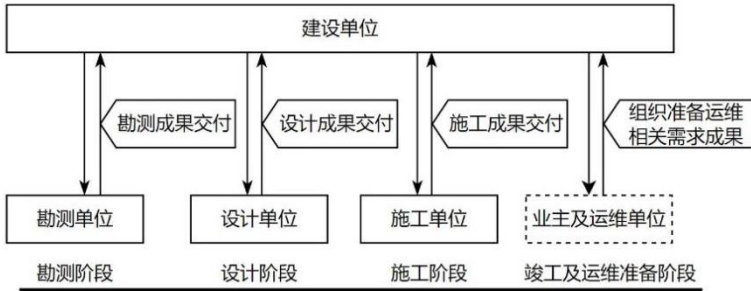 建设单位
勘测成果交付
设计成果交付
施工成果交付
组织准备运维
相关需求成果
勘测单位
设计单位
施工单位
业主及运维单位
勘测阶段
设计阶段
施工阶段
竣工及运维准备阶段